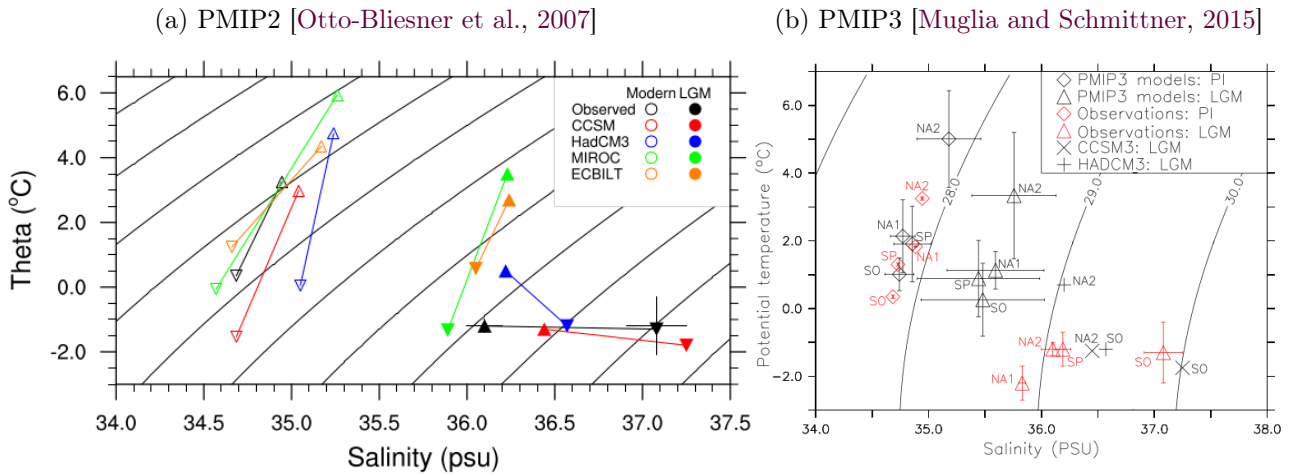 (a) PMIP2 [Otto-Bliesner et al., 2007]
6.0
4.0
2.0
0.0
-2.0
Theta (°C)
Modern LGM
Observed
CCSM
HadCM3
MIROC
ECBILT
34.0 34.5 35.0 35.5 36.0 36.5 37.0 37.5
Salinity (psu)
(b) PMIP3 [Muglia and Schmittner, 2015]
6.0
4.0
2.0
0.0
-2.0
Potential temperature (°C)
PMIP3 models: PI
PMIP3 models: LGM
Observations: PI
Observations: LGM
CCSM3: LGM
HADCM3: LGM
NA2
28.0
29.0
30.0
NA2
NA2
NA1
SP
SP
NA1
SO
SO
NA1
SP
SO
NA2
NA2
SP
NA1
NA2
SO
SO
SO
34.0 35.0 36.0 37.0 38.0
Salinity (PSU)